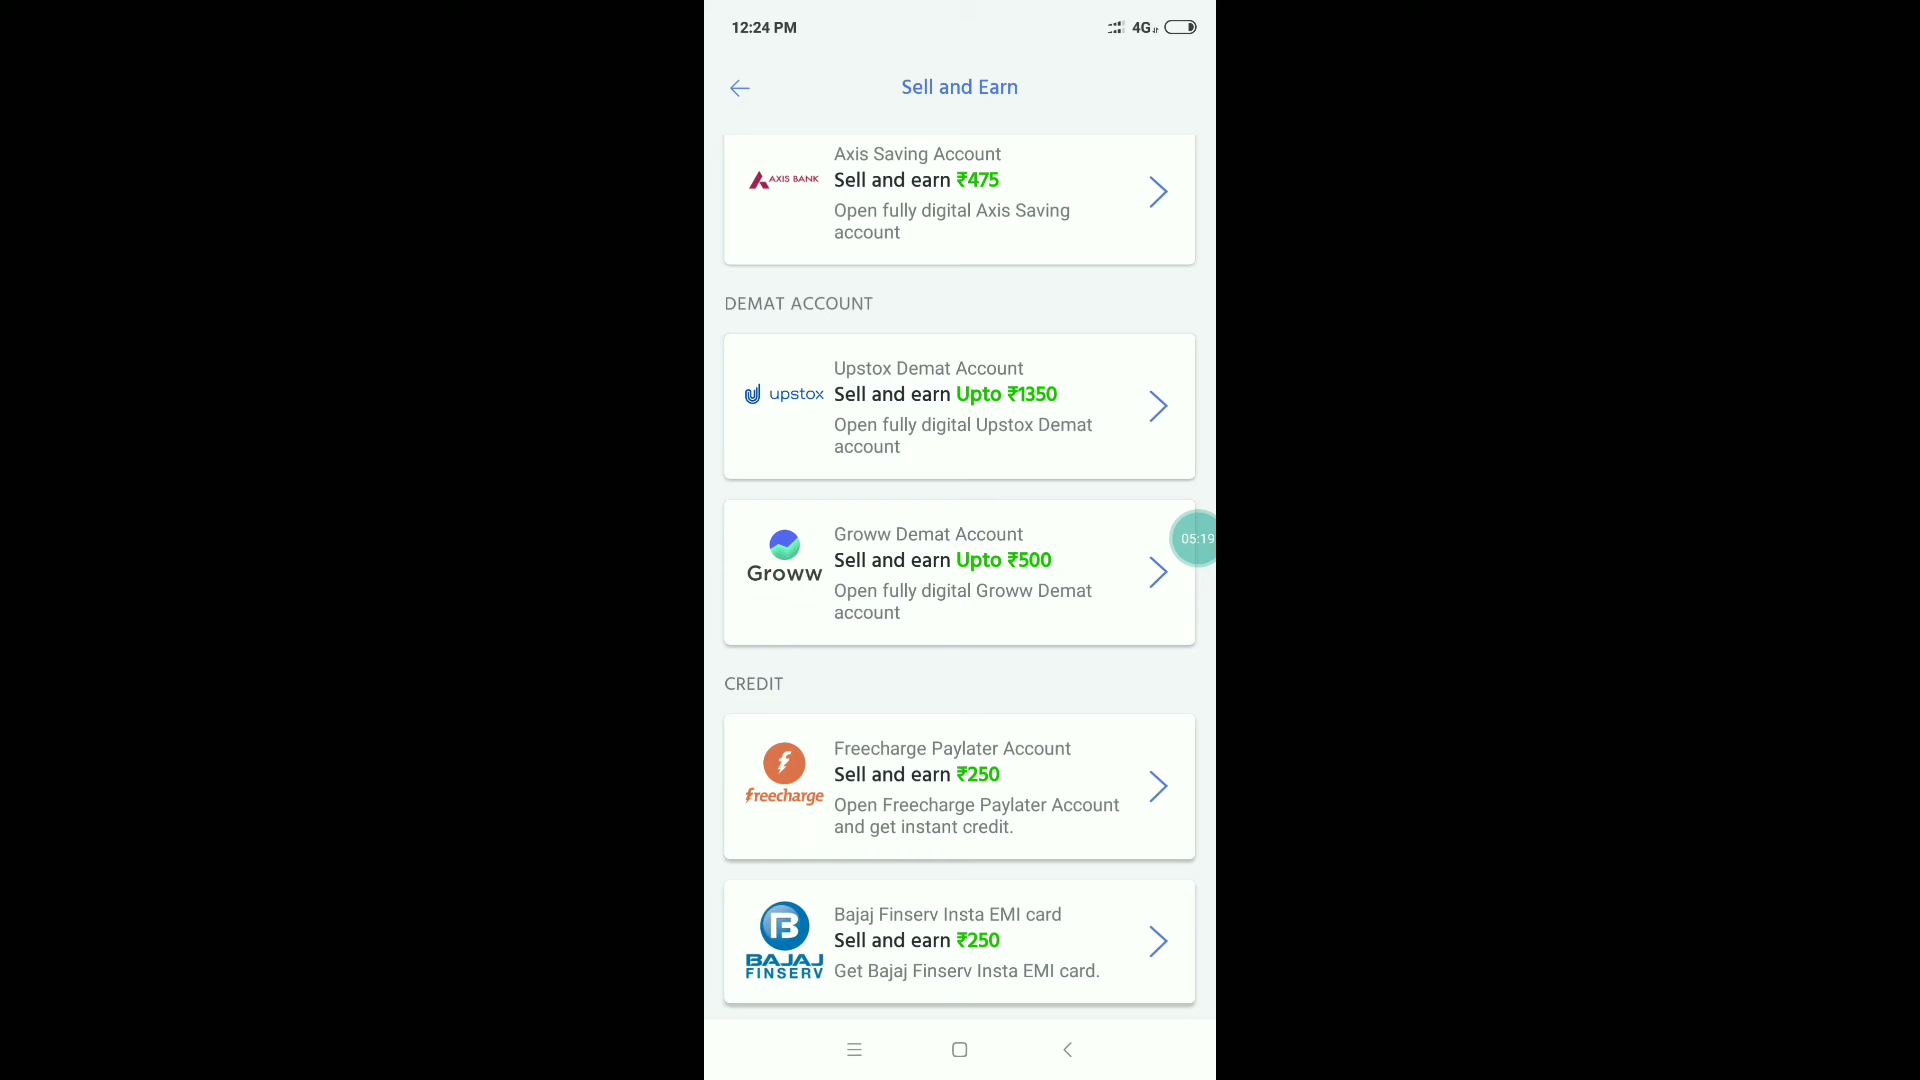 12:24 PM
4G
Sell and Earn
Axis Saving Account
AXIS BANK
Sell and earn ₹475
Open fully digital Axis Saving
account
DEMAT ACCOUNT
Upstox Demat Account
upstox
Sell and earn Upto ₹1350
Open fully digital Upstox Demat
account
Groww Demat Account
Groww
Sell and earn Upto ₹500
05:19
Open fully digital Groww Demat
account
CREDIT
Freecharge Paylater Account
freecharge
Sell and earn ₹250
Open Freecharge Paylater Account
and get instant credit.
Bajaj Finserv Insta EMI card
B
BAJAJ
FINSERV
Sell and earn ₹250
Get Bajaj Finserv Insta EMI card.